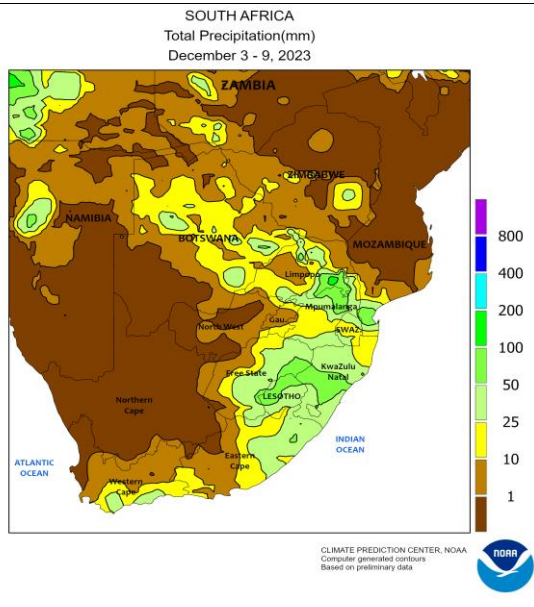 SOUTH AFRICA
Total Precipitation(mm)
December 3 - 9, 2023
ZAMBIA
ZIMBABWE
NAMIBIA
BOTSWANA
MOZAMBIQUE
Limpopo
Mpumalanga
Gau.
North West
SWAZ.
Free State
KwaZulu
Natal
LESOTHO
Northern
Cape
Eastern
Cape
Western
Cape
ATLANTIC
OCEAN
INDIAN
OCEAN
800
400
200
100
50
25
10
1
CLIMATE PREDICTION CENTER, NOAA
Computer generated contours
Based on preliminary data
NOAA